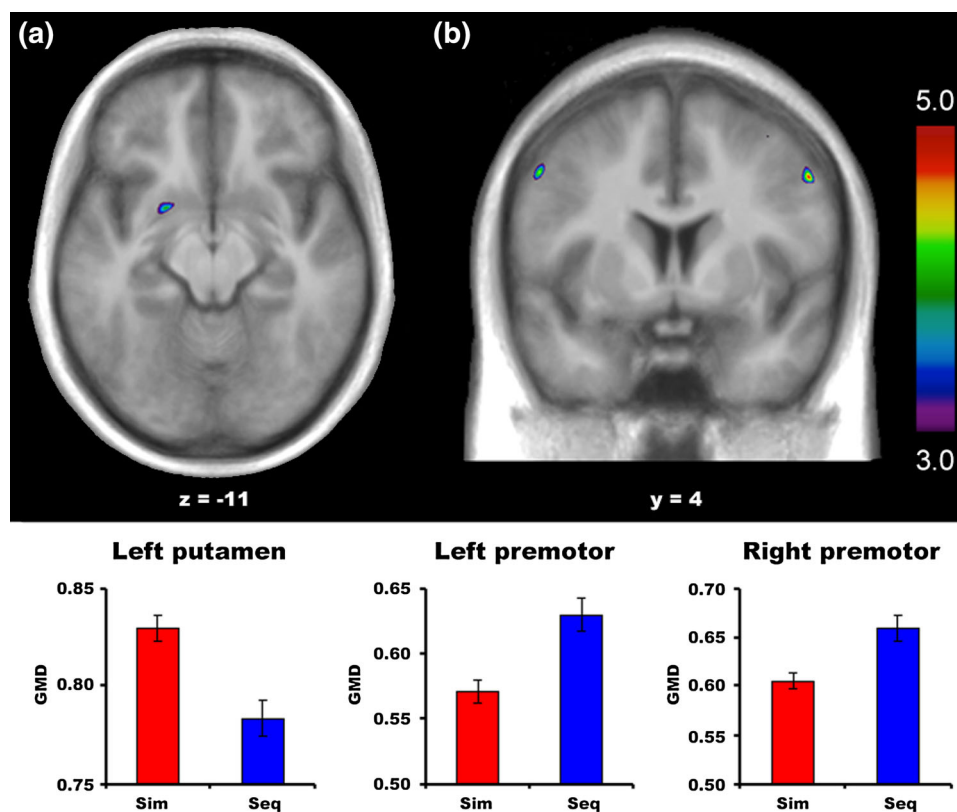 (a)
(b)
5.0
3.0
z = -11
y = 4
Left putamen
Left premotor
Right premotor
0.85
0.80
0.75
GMD
Sim
Seq
0.65
0.60
0.55
0.50
GMD
Sim
Seq
0.70
0.65
0.60
0.55
0.50
GMD
Sim
Seq